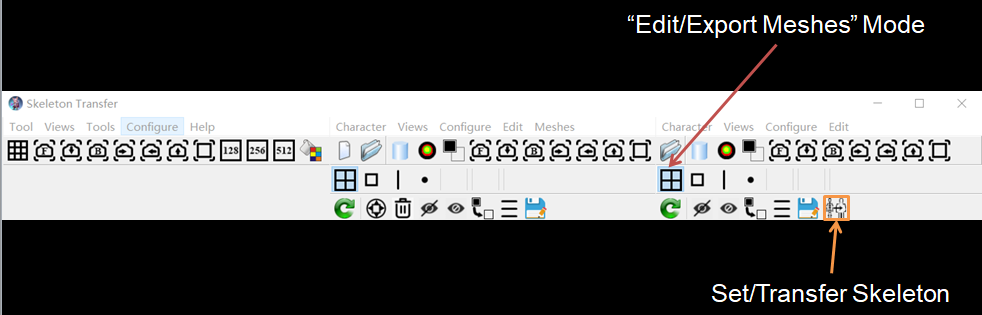 “Edit/Export Meshes” Mode
Skeleton Transfer
Tool Views Tools Configure Help Character Views Configure Edit Meshes Character Views Configure Edit
F B 128 256 512 F B F B
Set/Transfer Skeleton